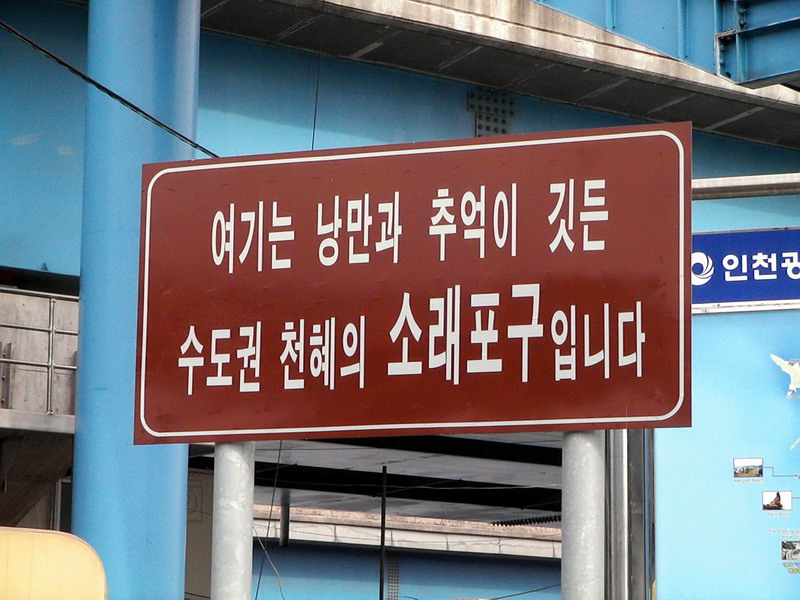 여기는 낭만과 추억이 깃든
수도권 천혜의 소래포구입니다
인천광